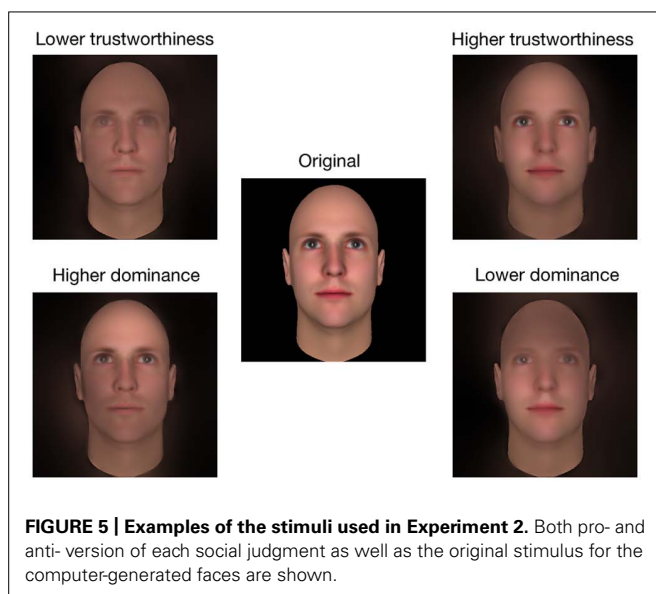 Lower trustworthiness
Higher trustworthiness
Original
Higher dominance
Lower dominance
FIGURE 5 | Examples of the stimuli used in Experiment 2. Both pro- and
anti- version of each social judgment as well as the original stimulus for the
computer-generated faces are shown.